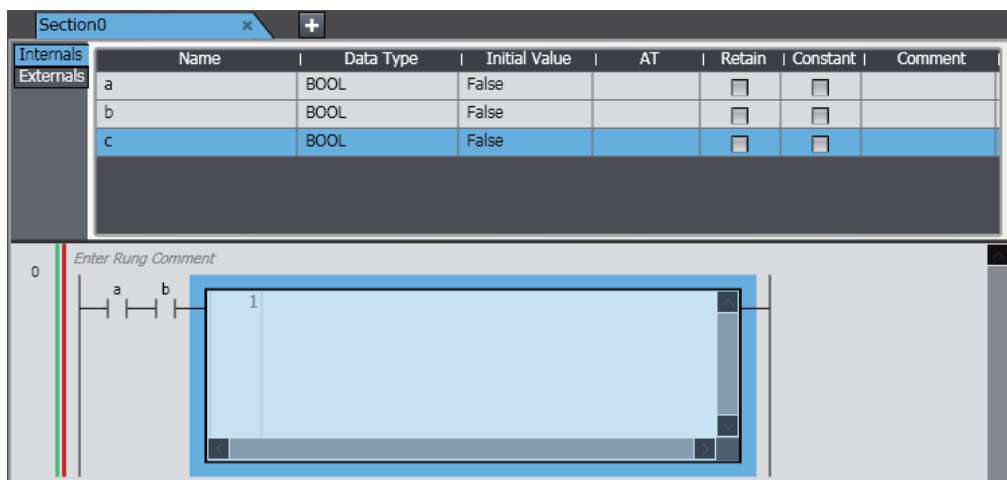 Section0 × +
Internals Name Data Type Initial Value AT Retain Constant Comment
Externals a BOOL False
b BOOL False
c BOOL False
Enter Rung Comment
0
a b
1